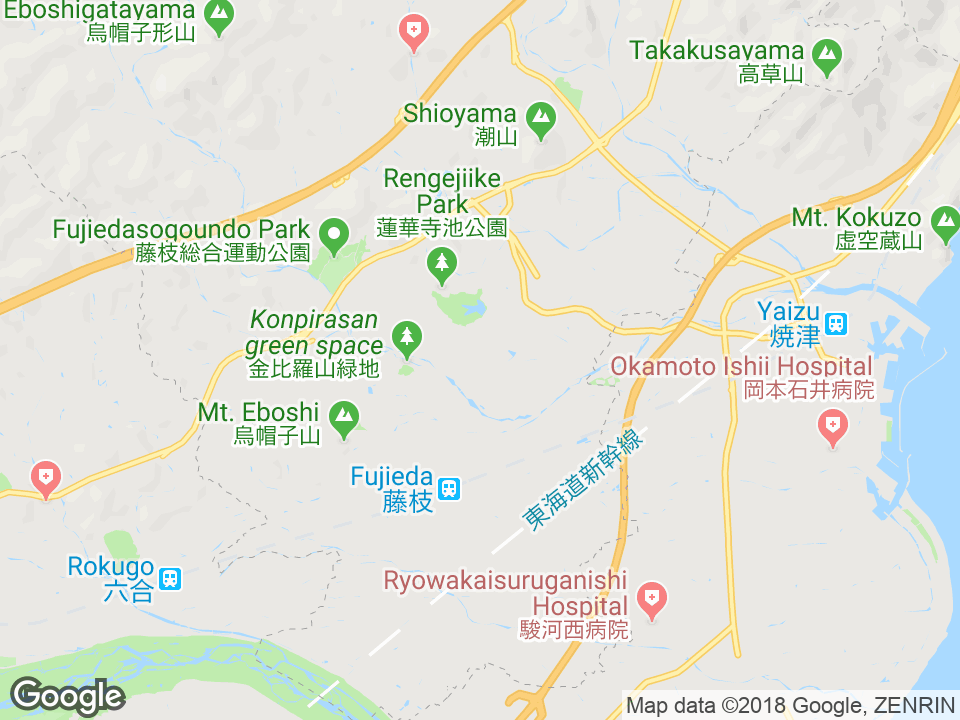 Eboshigatayama
烏帽子形山
Takakusayama
高草山
Shioyama
潮山
Rengejiike
Park
蓮華寺池公園
Fujiedasogoundo Park
藤枝総合運動公園
Mt. Kokuzo
虚空蔵山
Konpirasan
green space
金比羅山緑地
Yaizu
焼津
Okamoto Ishii Hospital
岡本石井病院
Mt. Eboshi
烏帽子山
Fujieda
藤枝
東海道新幹線
Rokugo
六合
Ryowakaisuruganishi
Hospital
駿河西病院
Google
Map data ©2018 Google, ZENRIN